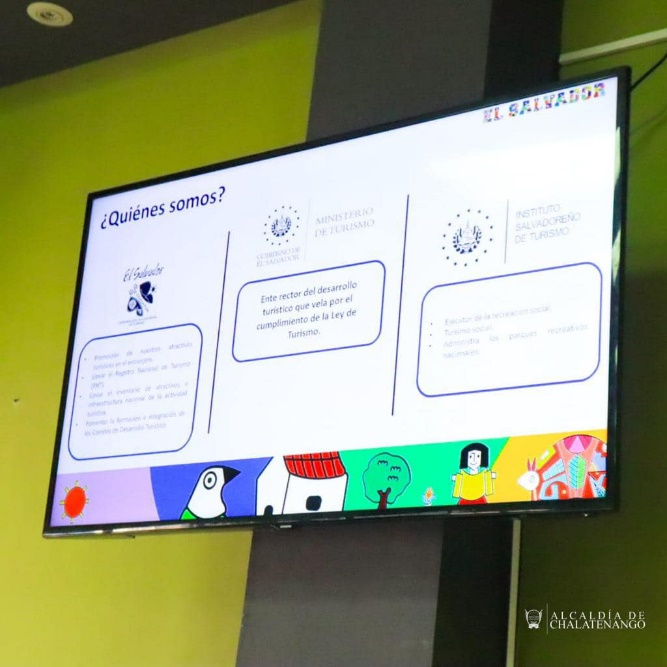 EL SALVADOR
¿Quiénes somos?
El Salvador
• Promoción de nuestros atractivos
turísticos en el extranjero.
• Llevar el Registro Nacional de Turismo
(RNT).
• Llevar el inventario de atractivos e
infraestructura nacional de la actividad
turística.
• Fomentar la formación e integración de
los Comités de Desarrollo Turístico.
GOBIERNO DE
EL SALVADOR
MINISTERIO
DE TURISMO
Ente rector del desarrollo
turístico que vela por el
cumplimiento de la Ley de
Turismo.
INSTITUTO
SALVADOREÑO
DE TURISMO
• Ejecutor de la recreación social.
• Turismo social.
• Administra los parques recreativos
nacionales.
ALCALDÍA DE
CHALATENANGO